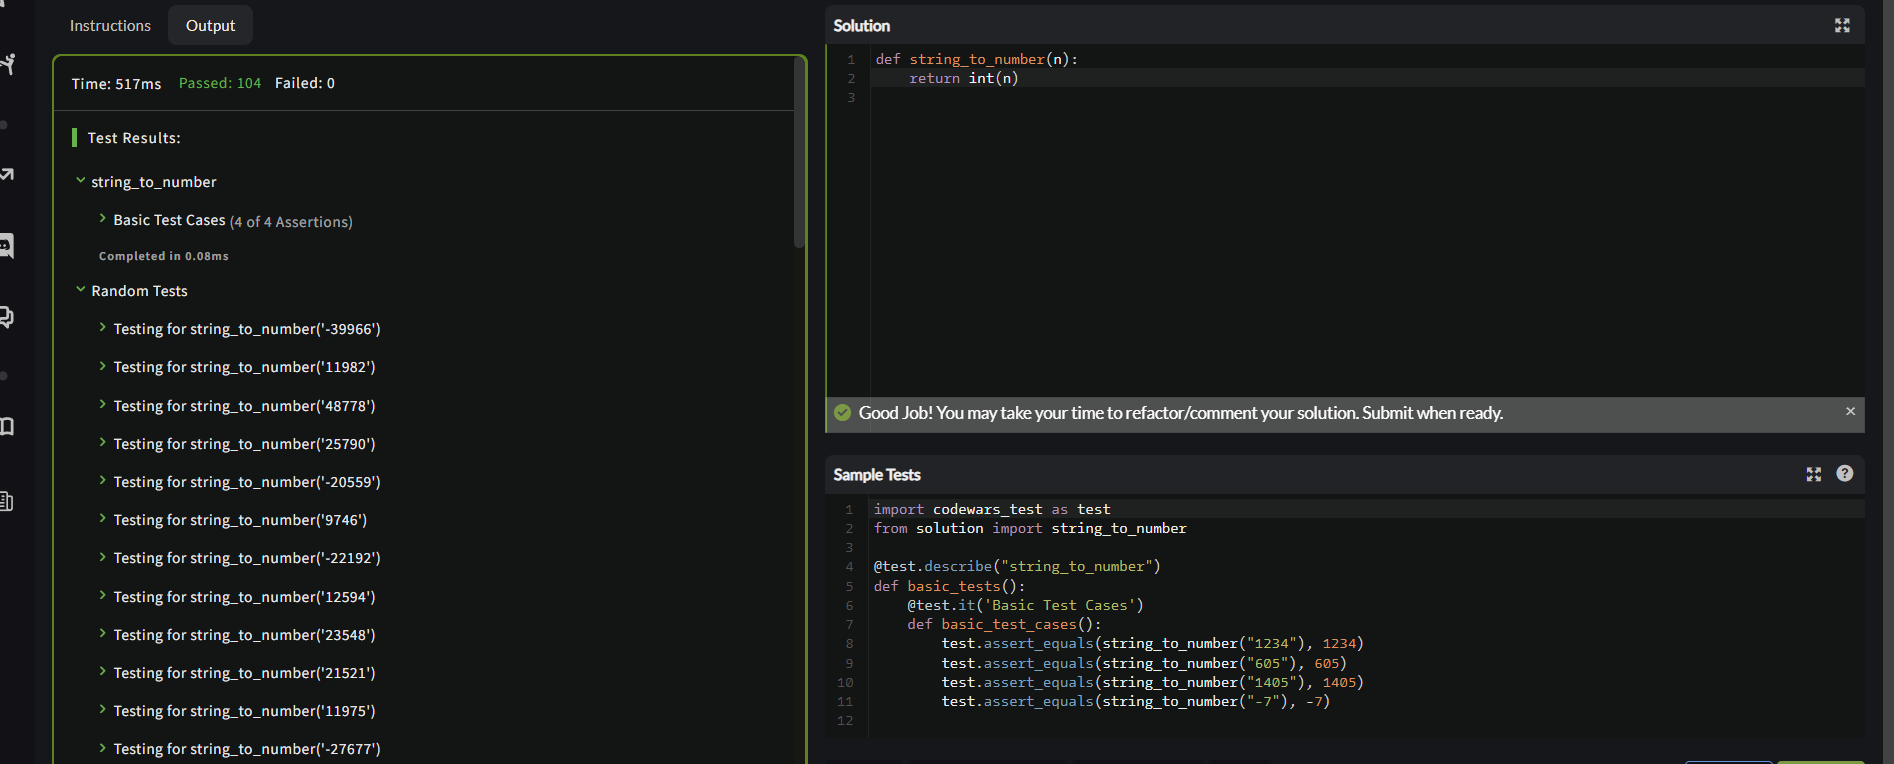 Instructions
Output
Time: 517ms Passed: 104 Failed: 0
Test Results:
string_to_number
Basic Test Cases (4 of 4 Assertions)
Completed in 0.08ms
Random Tests
Testing for string_to_number('-39966')
Testing for string_to_number('11982')
Testing for string_to_number('48778')
Testing for string_to_number('25790')
Testing for string_to_number('-20559')
Testing for string_to_number('9746')
Testing for string_to_number('-22192')
Testing for string_to_number('12594')
Testing for string_to_number('23548')
Testing for string_to_number('21521')
Testing for string_to_number('11975')
Testing for string_to_number('-27677')
Solution
1 def string_to_number(n):
2     return int(n)
3
Good Job! You may take your time to refactor/comment your solution. Submit when ready.
Sample Tests
1 import codewars_test as test
2 from solution import string_to_number
3
4 @test.describe("string_to_number")
5 def basic_tests():
6     @test.it('Basic Test Cases')
7     def basic_test_cases():
8         test.assert_equals(string_to_number("1234"), 1234)
9         test.assert_equals(string_to_number("605"), 605)
10         test.assert_equals(string_to_number("1405"), 1405)
11         test.assert_equals(string_to_number("-7"), -7)
12